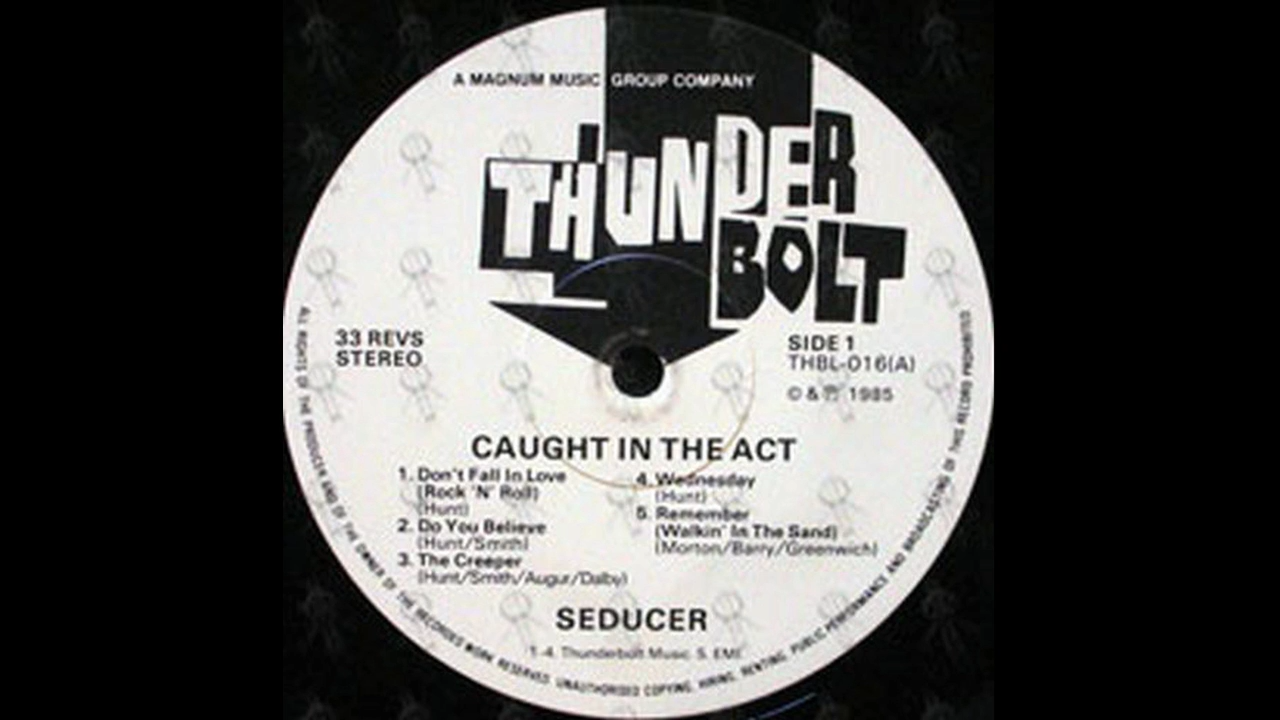 A MAGNUM MUSIC GROUP COMPANY
THUNDER
BOLT
33 REVS
STEREO
SIDE 1
THBL-016(A)
© & ℗ 1985
CAUGHT IN THE ACT
1. Don't Fall In Love
(Rock 'N' Roll)
(Hunt)
2. Do You Believe
(Hunt/Smith)
3. The Creeper
(Hunt/Smith/Augur/Dalby)
4. Wednesday
(Hunt)
5. Remember
(Walkin' In The Sand)
(Morton/Barry/Greenwich)
SEDUCER
1-4. Thunderbolt Music. 5. EMI
ALL RIGHTS OF THE PRODUCER AND OF THE OWNER OF THE RECORDED WORK RESERVED. UNAUTHORISED COPYING, HIRING, RENTING, PUBLIC PERFORMANCE AND BROADCASTING OF THIS RECORD PROHIBITED